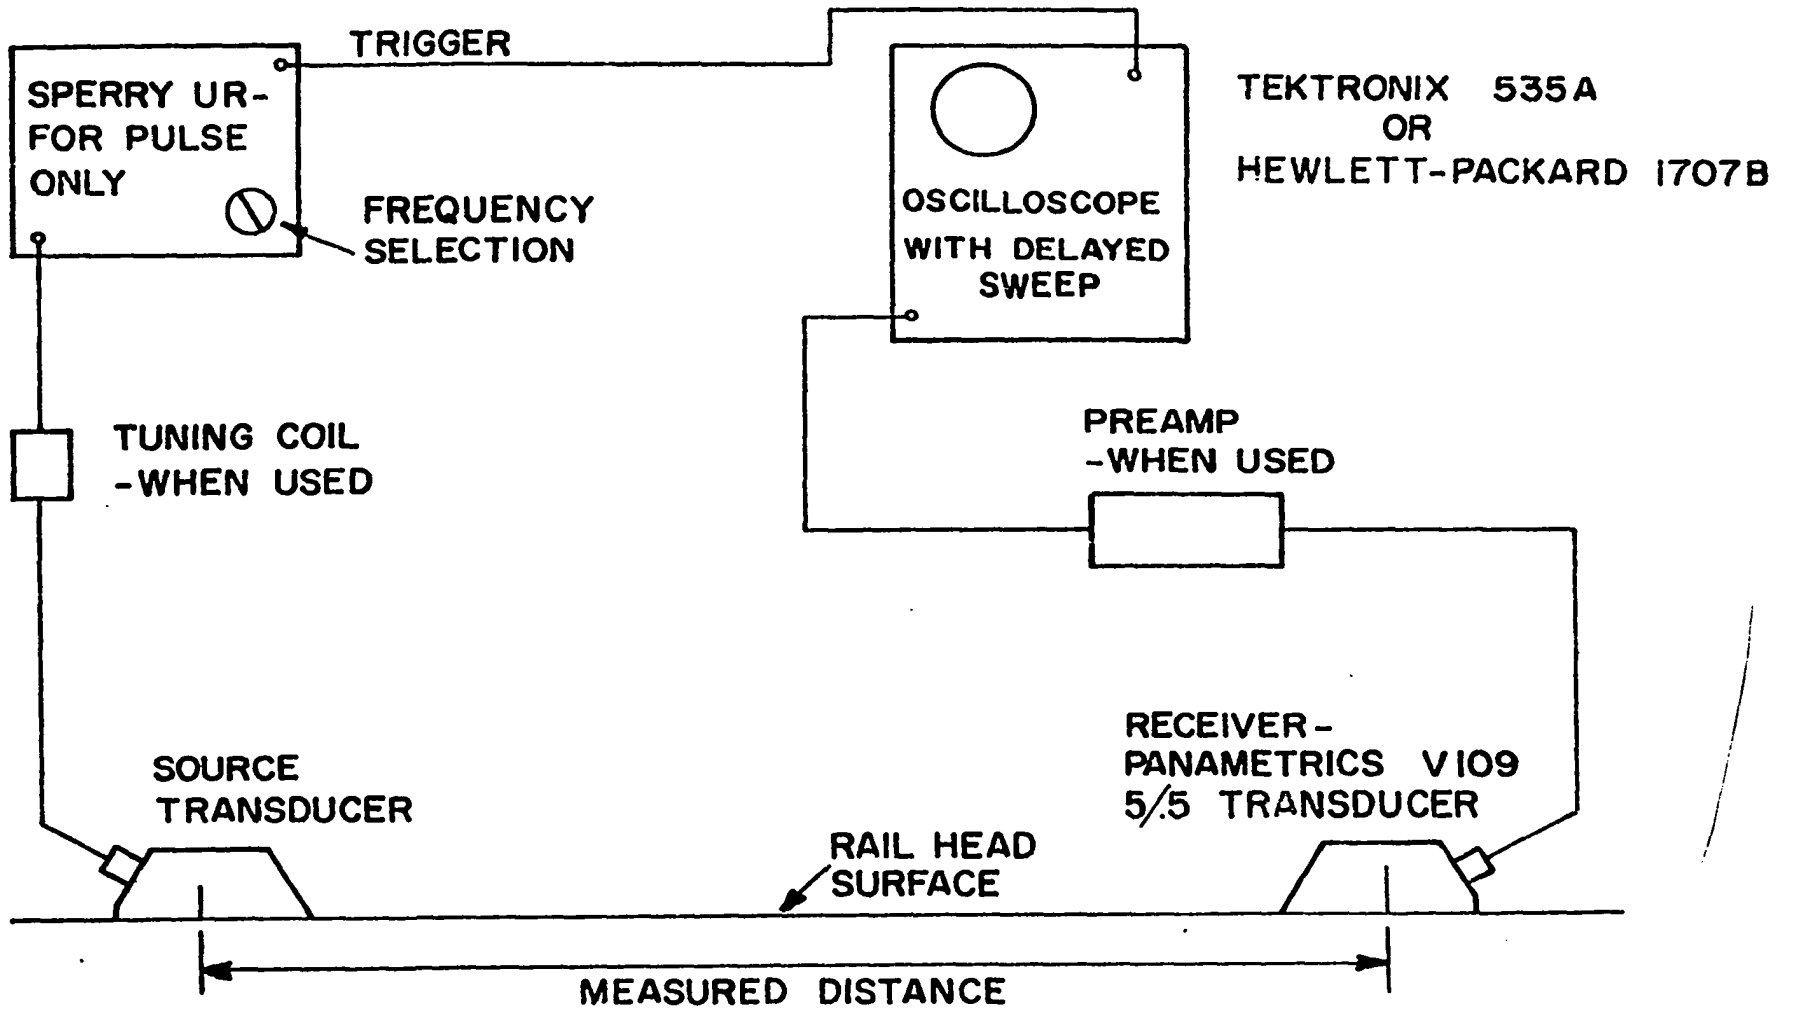 TRIGGER
SPERRY UR-
FOR PULSE
ONLY
FREQUENCY
SELECTION
OSCILLOSCOPE
WITH DELAYED
SWEEP
TEKTRONIX 535A
OR
HEWLETT-PACKARD 1707B
TUNING COIL
-WHEN USED
PREAMP
-WHEN USED
SOURCE
TRANSDUCER
RECEIVER-
PANAMETRICS V109
5/.5 TRANSDUCER
RAIL HEAD
SURFACE
MEASURED DISTANCE